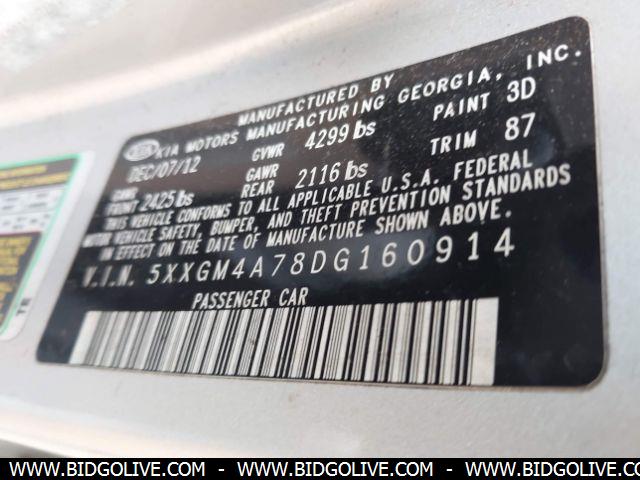 MANUFACTURED BY
KIA KIA MOTORS MANUFACTURING GEORGIA, INC.
DEC/07/12 GVWR 4299 lbs PAINT 3D
GAWR FRONT 2425 lbs GAWR REAR 2116 lbs TRIM 87
THIS VEHICLE CONFORMS TO ALL APPLICABLE U.S.A. FEDERAL
MOTOR VEHICLE SAFETY, BUMPER, AND THEFT PREVENTION STANDARDS
IN EFFECT ON THE DATE OF MANUFACTURE SHOWN ABOVE.
V.I.N. 5XXGM4A78DG160914
PASSENGER CAR
WWW.BIDGOLIVE.COM - WWW.BIDGOLIVE.COM - WWW.BIDGOLIVE.COM